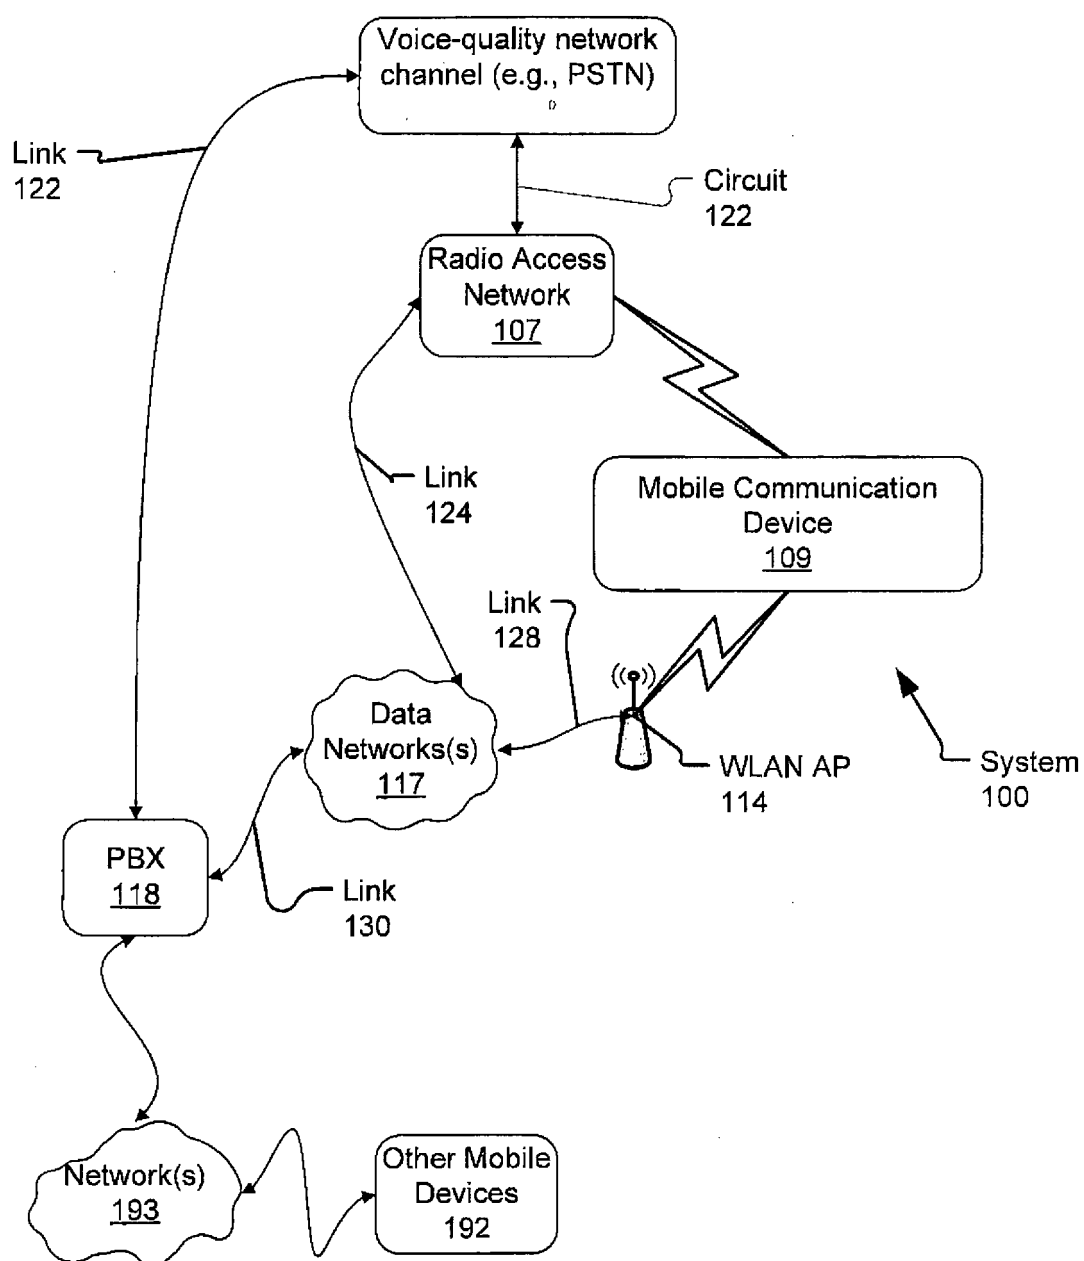 Voice-quality network
channel (e.g., PSTN)
Link
122
Circuit
122
Radio Access
Network
107
Link
124
Mobile Communication
Device
109
Link
128
Data
Networks(s)
117
WLAN AP
114
System
100
PBX
118
Link
130
Network(s)
193
Other Mobile
Devices
192